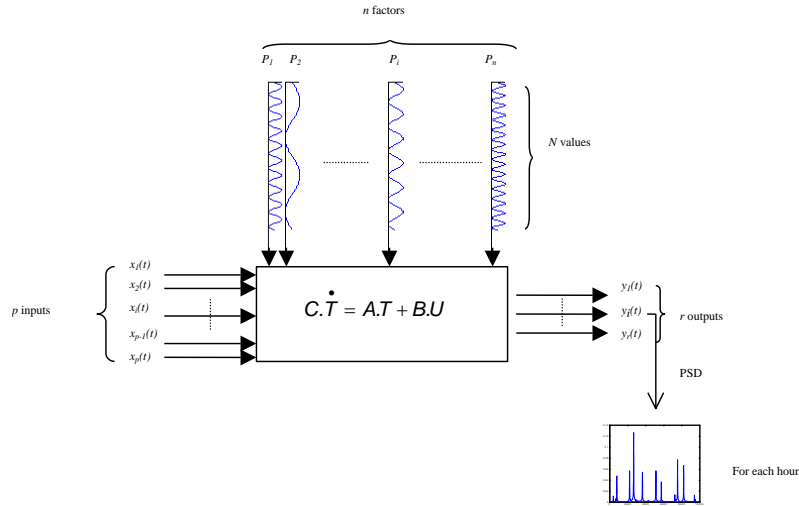 n factors
P1 P2 Pi Pn
N values
x1(t)
x2(t)
xi(t)
xp-1(t)
xp(t)
p inputs
C.Ṫ = A.T + B.U
y1(t)
yi(t)
yr(t)
r outputs
PSD
For each hour